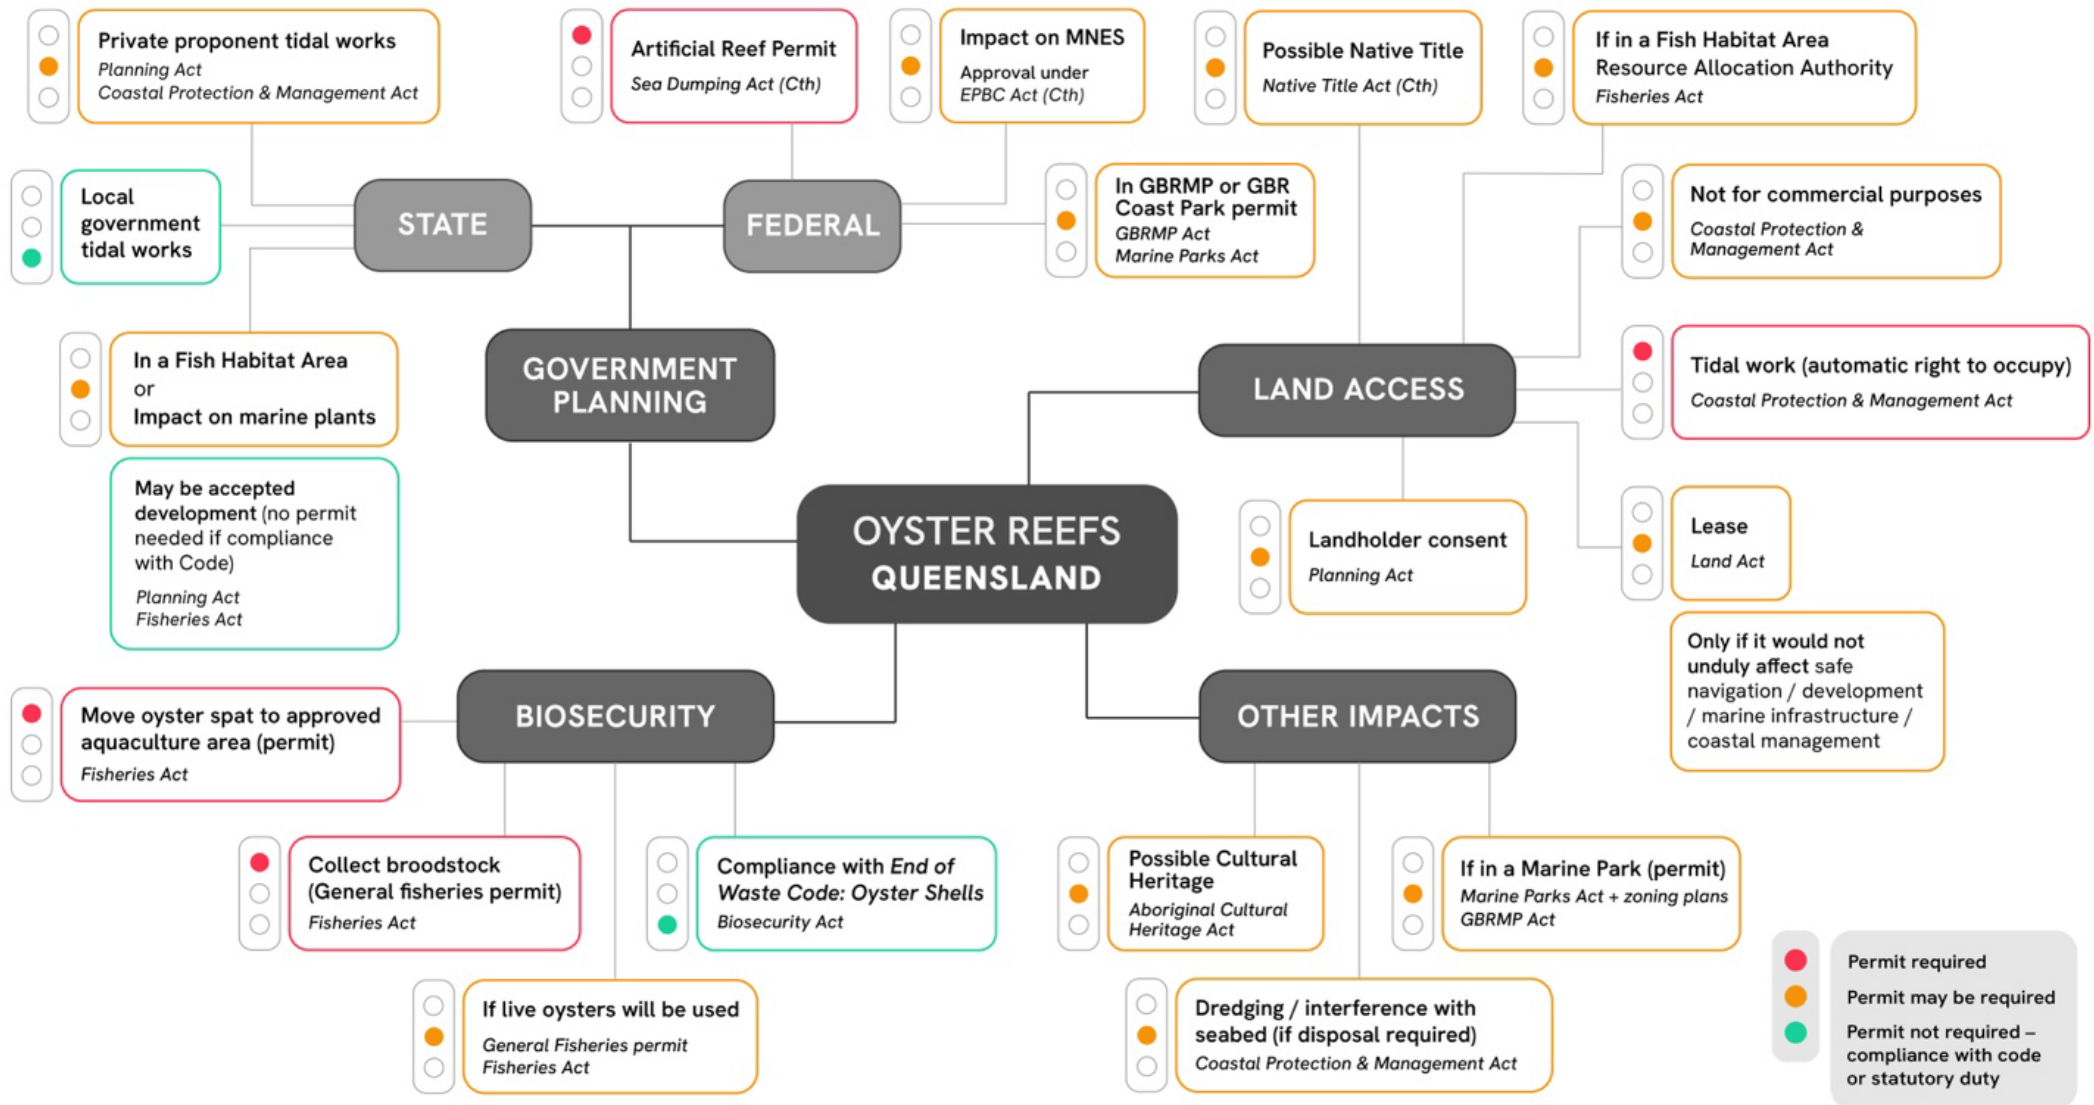 Private proponent tidal works
Planning Act
Coastal Protection & Management Act
Artificial Reef Permit
Sea Dumping Act (Cth)
Impact on MNES
Approval under
EPBC Act (Cth)
Possible Native Title
Native Title Act (Cth)
If in a Fish Habitat Area
Resource Allocation Authority
Fisheries Act
Local
government
tidal works
STATE
FEDERAL
In GBRMP or GBR
Coast Park permit
GBRMP Act
Marine Parks Act
Not for commercial purposes
Coastal Protection &
Management Act
In a Fish Habitat Area
or
Impact on marine plants
GOVERNMENT
PLANNING
LAND ACCESS
Tidal work (automatic right to occupy)
Coastal Protection & Management Act
May be accepted
development (no permit
needed if compliance
with Code)
Planning Act
Fisheries Act
OYSTER REEFS
QUEENSLAND
Landholder consent
Planning Act
Lease
Land Act
Only if it would not
unduly affect safe
navigation / development
/ marine infrastructure /
coastal management
Move oyster spat to approved
aquaculture area (permit)
Fisheries Act
BIOSECURITY
OTHER IMPACTS
Collect broodstock
(General fisheries permit)
Fisheries Act
Compliance with End of
Waste Code: Oyster Shells
Biosecurity Act
Possible Cultural
Heritage
Aboriginal Cultural
Heritage Act
If in a Marine Park (permit)
Marine Parks Act + zoning plans
GBRMP Act
If live oysters will be used
General Fisheries permit
Fisheries Act
Dredging / interference with
seabed (if disposal required)
Coastal Protection & Management Act
Permit required
Permit may be required
Permit not required –
compliance with code
or statutory duty